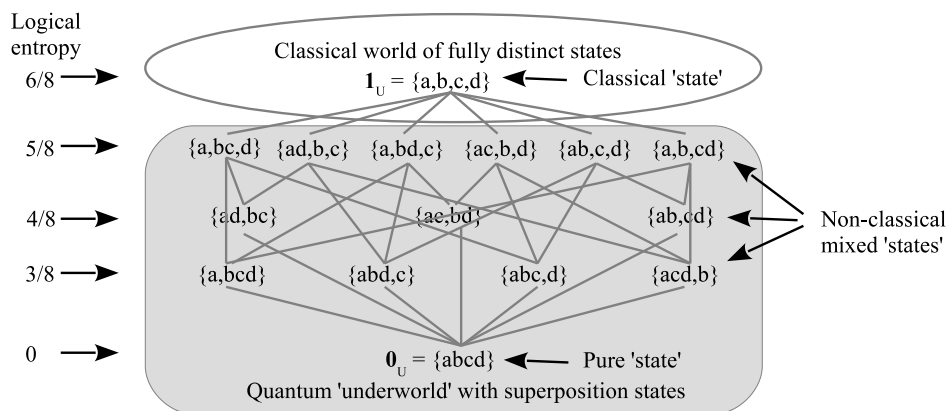 Logical
entropy
Classical world of fully distinct states
6/8
1U = {a,b,c,d}
Classical 'state'
5/8
{a,bc,d}
{ad,b,c}
{a,bd,c}
{ac,b,d}
{ab,c,d}
{a,b,cd}
4/8
{ad,bc}
{ae,bd}
{ab,cd}
Non-classical
mixed 'states'
3/8
{a,bcd}
{abd,c}
{abc,d}
{acd,b}
0
0U = {abcd}
Pure 'state'
Quantum 'underworld' with superposition states